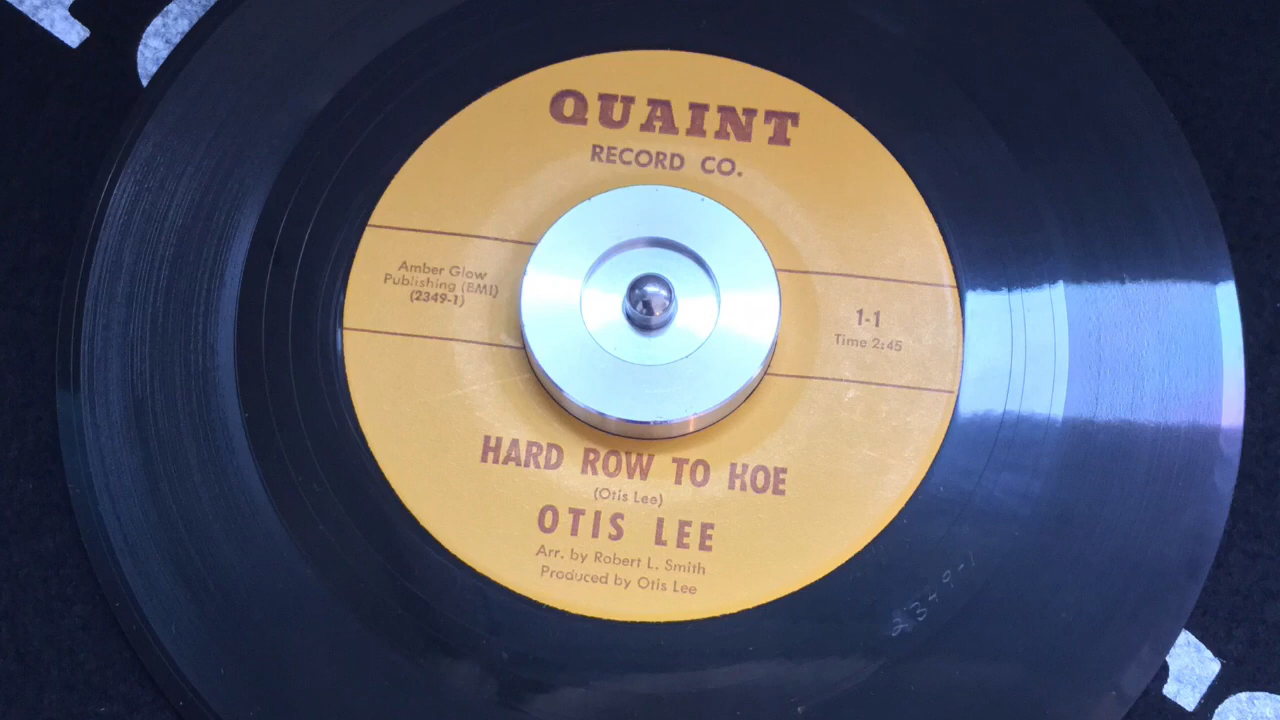 QUAINT
RECORD CO.
Amber Glow
Publishing (BMI)
(2349-1)
1-1
Time 2:45
HARD ROW TO HOE
(Otis Lee)
OTIS LEE
Arr. by Robert L. Smith
Produced by Otis Lee
2349-1